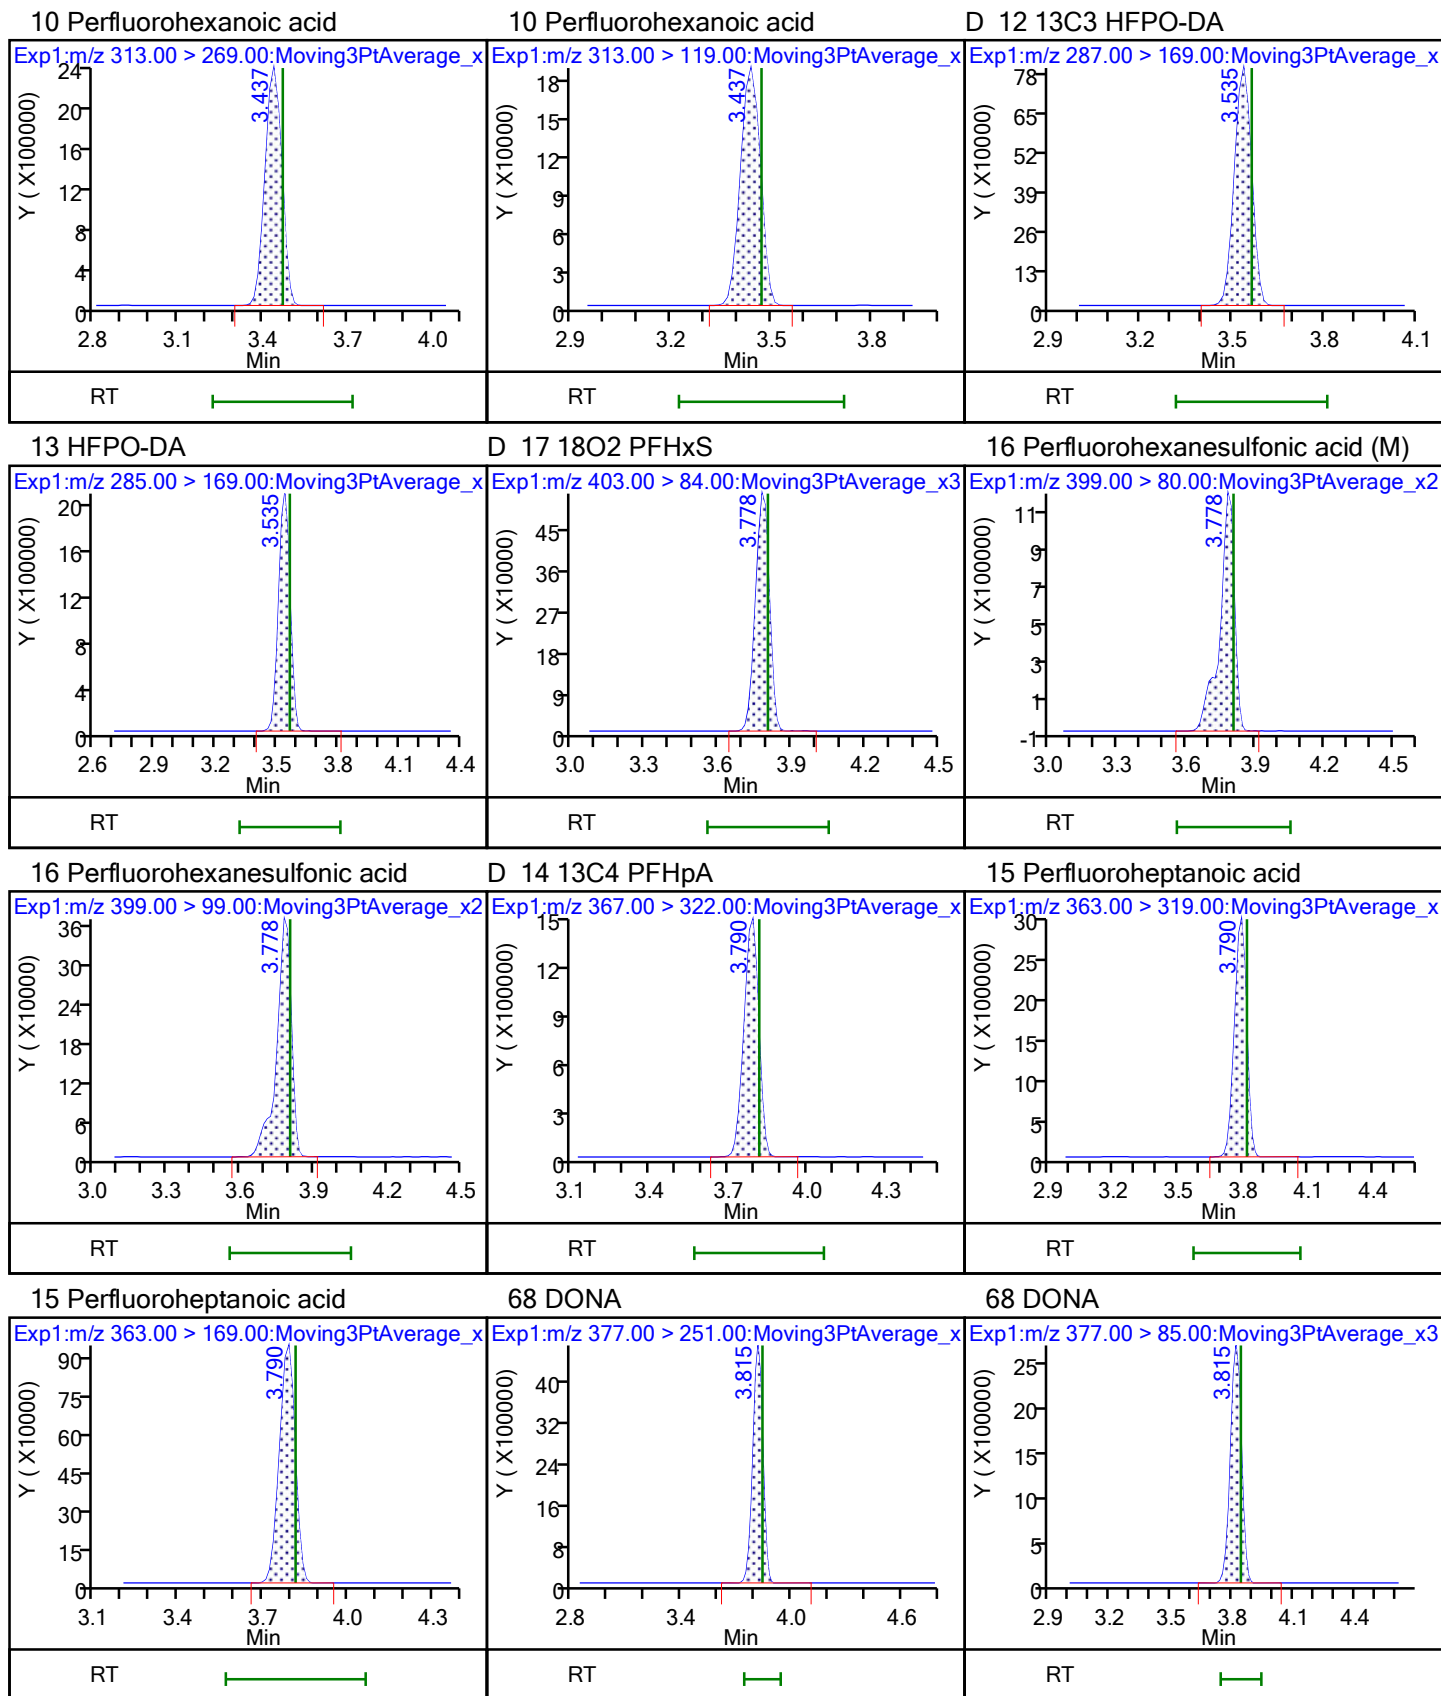 10 Perfluorohexanoic acid
Exp1:m/z 313.00 > 269.00:Moving3PtAverage_x
Y ( X100000)
24
20
16
12
8
4
0
3.437
2.8 3.1 3.4 3.7 4.0
Min
RT
10 Perfluorohexanoic acid
Exp1:m/z 313.00 > 119.00:Moving3PtAverage_x
Y ( X100000)
18
15
12
9
6
3
0
3.437
2.9 3.2 3.5 3.8
Min
RT
D 12 13C3 HFPO-DA
Exp1:m/z 287.00 > 169.00:Moving3PtAverage_x
Y ( X100000)
78
65
52
39
26
13
0
3.535
2.9 3.2 3.5 3.8 4.1
Min
RT
13 HFPO-DA
Exp1:m/z 285.00 > 169.00:Moving3PtAverage_x
Y ( X100000)
20
16
12
8
4
0
3.535
2.6 2.9 3.2 3.5 3.8 4.1 4.4
Min
RT
D 17 18O2 PFHxS
Exp1:m/z 403.00 > 84.00:Moving3PtAverage_x3
Y ( X10000)
45
36
27
18
9
0
3.778
3.0 3.3 3.6 3.9 4.2 4.5
Min
RT
16 Perfluorohexanesulfonic acid (M)
Exp1:m/z 399.00 > 80.00:Moving3PtAverage_x2
Y ( X100000)
11
9
7
5
3
1
-1
3.778
3.0 3.3 3.6 3.9 4.2 4.5
Min
RT
16 Perfluorohexanesulfonic acid
Exp1:m/z 399.00 > 99.00:Moving3PtAverage_x2
Y ( X10000)
36
30
24
18
12
6
0
3.778
3.0 3.3 3.6 3.9 4.2 4.5
Min
RT
D 14 13C4 PFHpA
Exp1:m/z 367.00 > 322.00:Moving3PtAverage_x
Y ( X100000)
15
12
9
6
3
0
3.790
3.1 3.4 3.7 4.0 4.3
Min
RT
15 Perfluoroheptanoic acid
Exp1:m/z 363.00 > 319.00:Moving3PtAverage_x
Y ( X100000)
30
25
20
15
10
5
0
3.790
2.9 3.2 3.5 3.8 4.1 4.4
Min
RT
15 Perfluoroheptanoic acid
Exp1:m/z 363.00 > 169.00:Moving3PtAverage_x
Y ( X10000)
90
75
60
45
30
15
0
3.790
3.1 3.4 3.7 4.0 4.3
Min
RT
68 DONA
Exp1:m/z 377.00 > 251.00:Moving3PtAverage_x
Y ( X100000)
40
32
24
16
8
0
3.815
2.8 3.4 4.0 4.6
Min
RT
68 DONA
Exp1:m/z 377.00 > 85.00:Moving3PtAverage_x3
Y ( X100000)
25
20
15
10
5
0
3.815
2.9 3.2 3.5 3.8 4.1 4.4
Min
RT